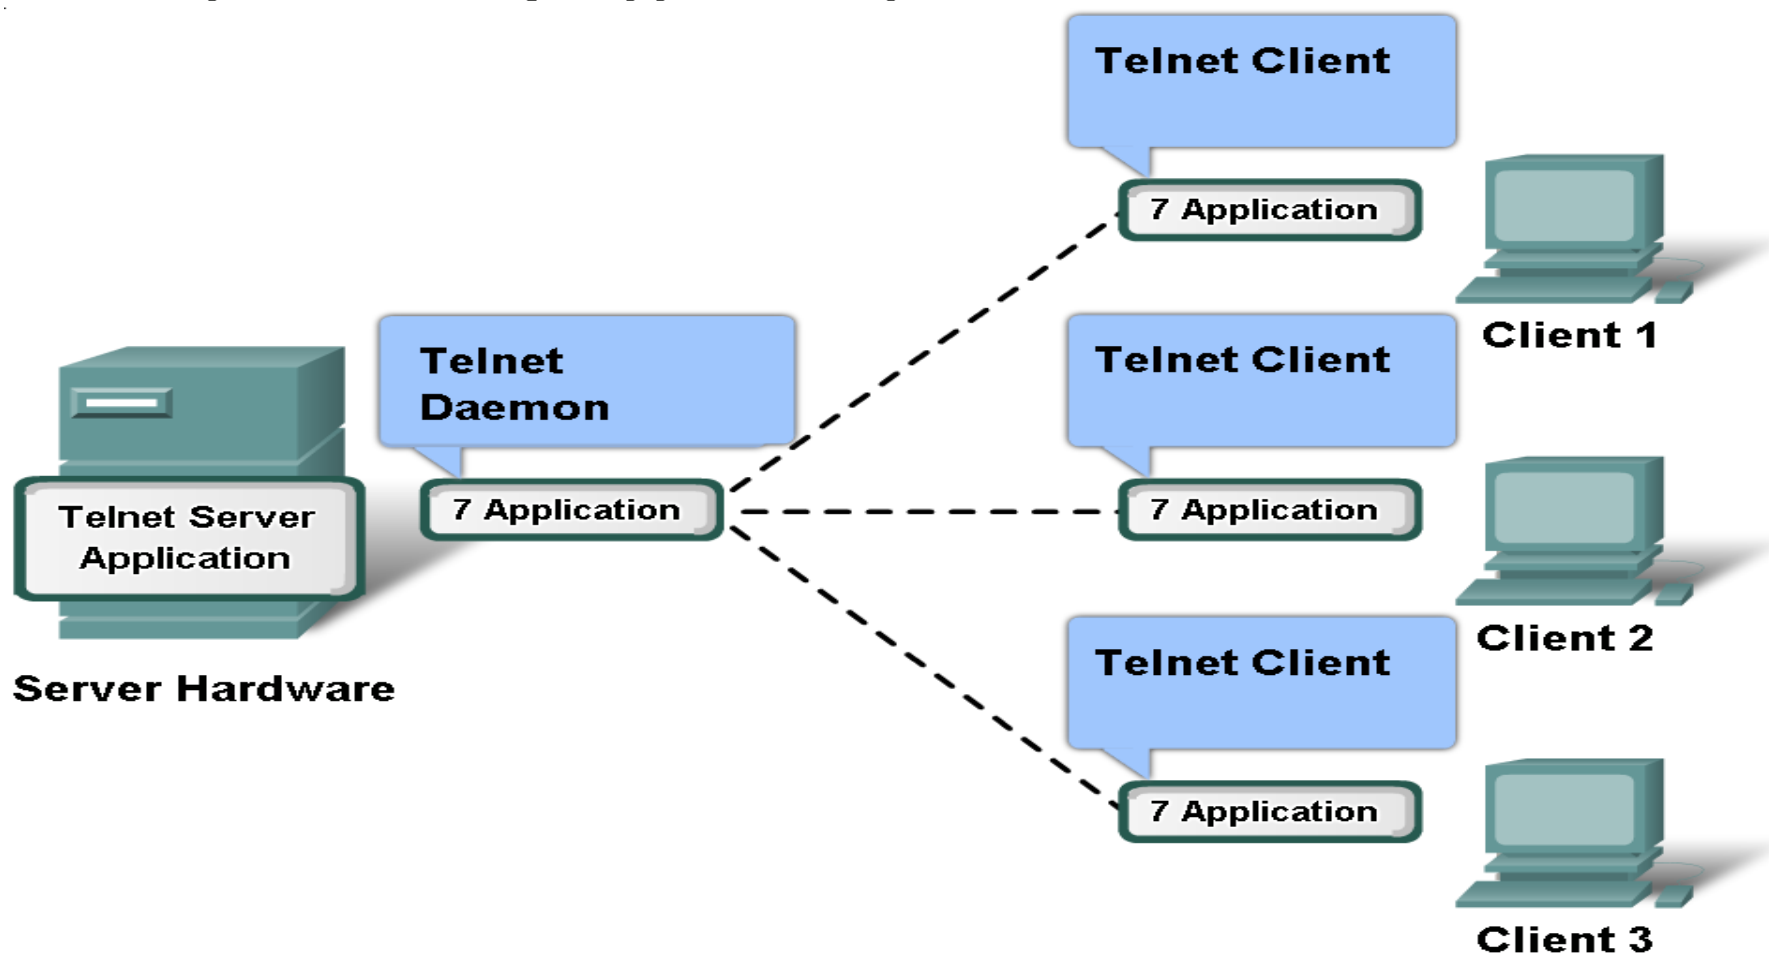 Telnet Client
7 Application
Client 1
Telnet
Daemon
7 Application
Telnet Server
Application
Server Hardware
Telnet Client
7 Application
Client 2
Telnet Client
7 Application
Client 3